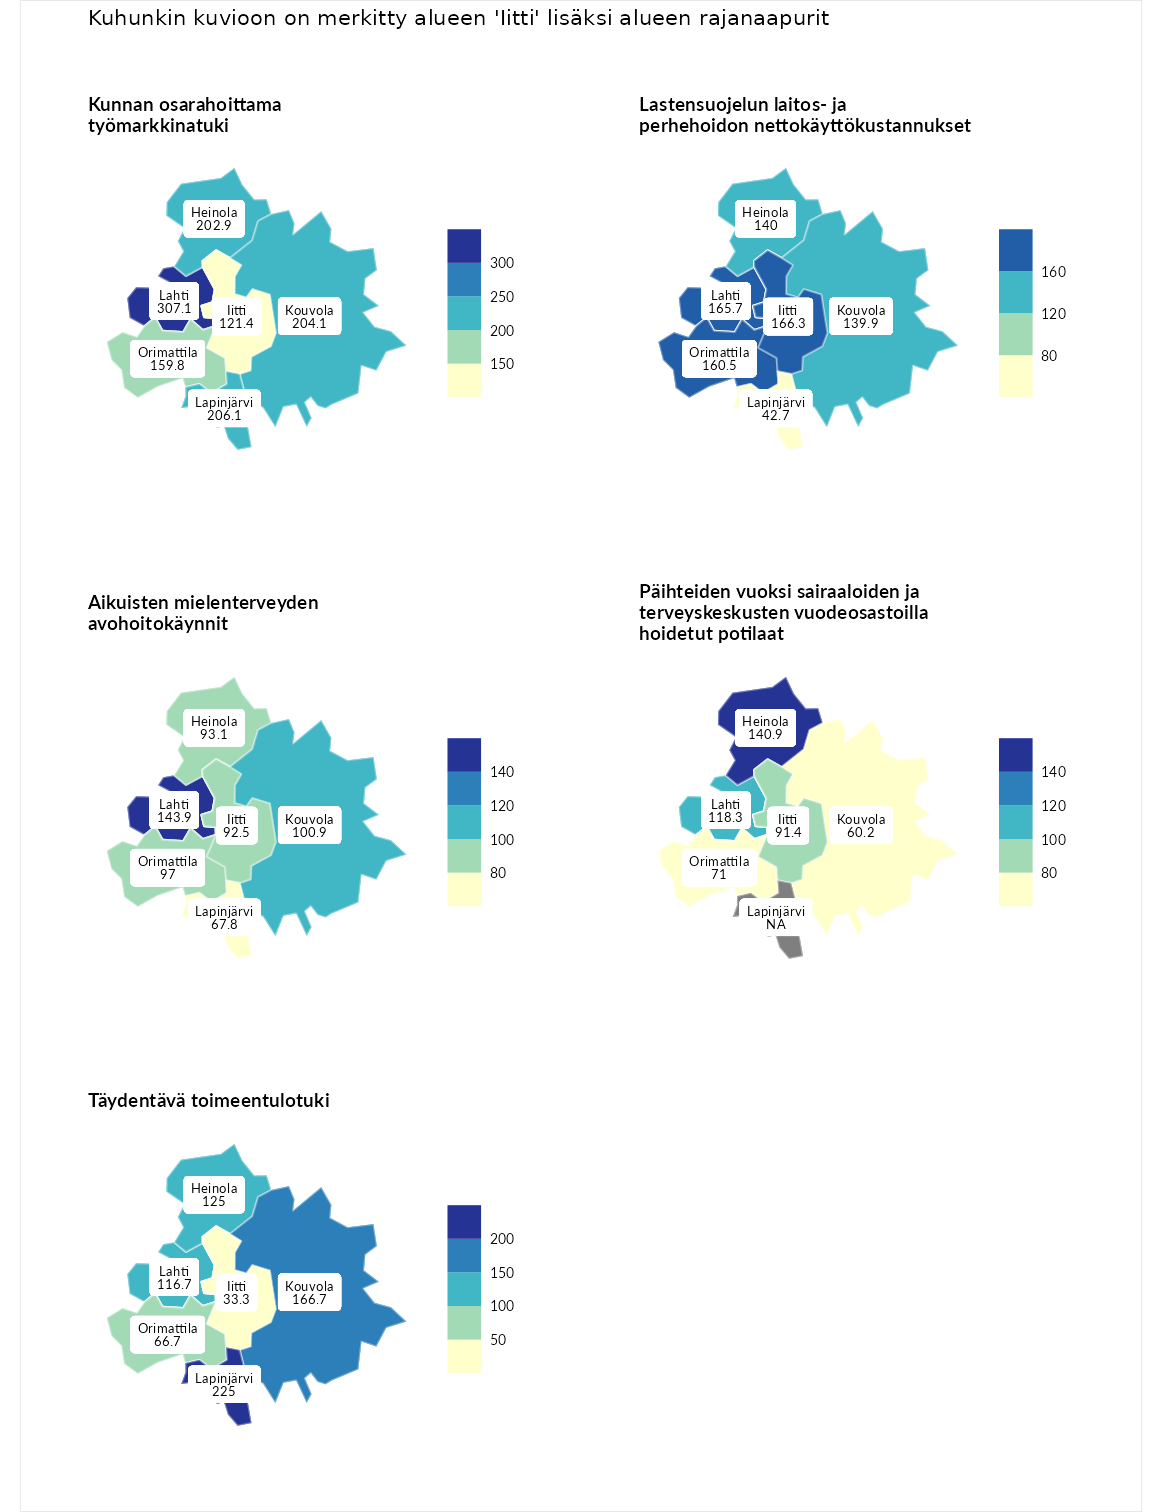 Kuhunkin kuvioon on merkitty alueen 'Iitti' lisäksi alueen rajanaapurit
Kunnan osarahoittama
työmarkkinatuki
Heinola
202.9
Lahti
307.1
Iitti
121.4
Kouvola
204.1
Orimattila
159.8
Lapinjärvi
206.1
300
250
200
150
Lastensuojelun laitos- ja
perhehoidon nettokäyttökustannukset
Heinola
140
Lahti
165.7
Iitti
166.3
Kouvola
139.9
Orimattila
160.5
Lapinjärvi
42.7
160
120
80
Aikuisten mielenterveyden
avohoitokäynnit
Heinola
93.1
Lahti
143.9
Iitti
92.5
Kouvola
100.9
Orimattila
97
Lapinjärvi
67.8
140
120
100
80
Päihteiden vuoksi sairaaloiden ja
terveyskeskusten vuodeosastoilla
hoidetut potilaat
Heinola
140.9
Lahti
118.3
Iitti
91.4
Kouvola
60.2
Orimattila
71
Lapinjärvi
NA
140
120
100
80
Täydentävä toimeentulotuki
Heinola
125
Lahti
116.7
Iitti
33.3
Kouvola
166.7
Orimattila
66.7
Lapinjärvi
225
200
150
100
50